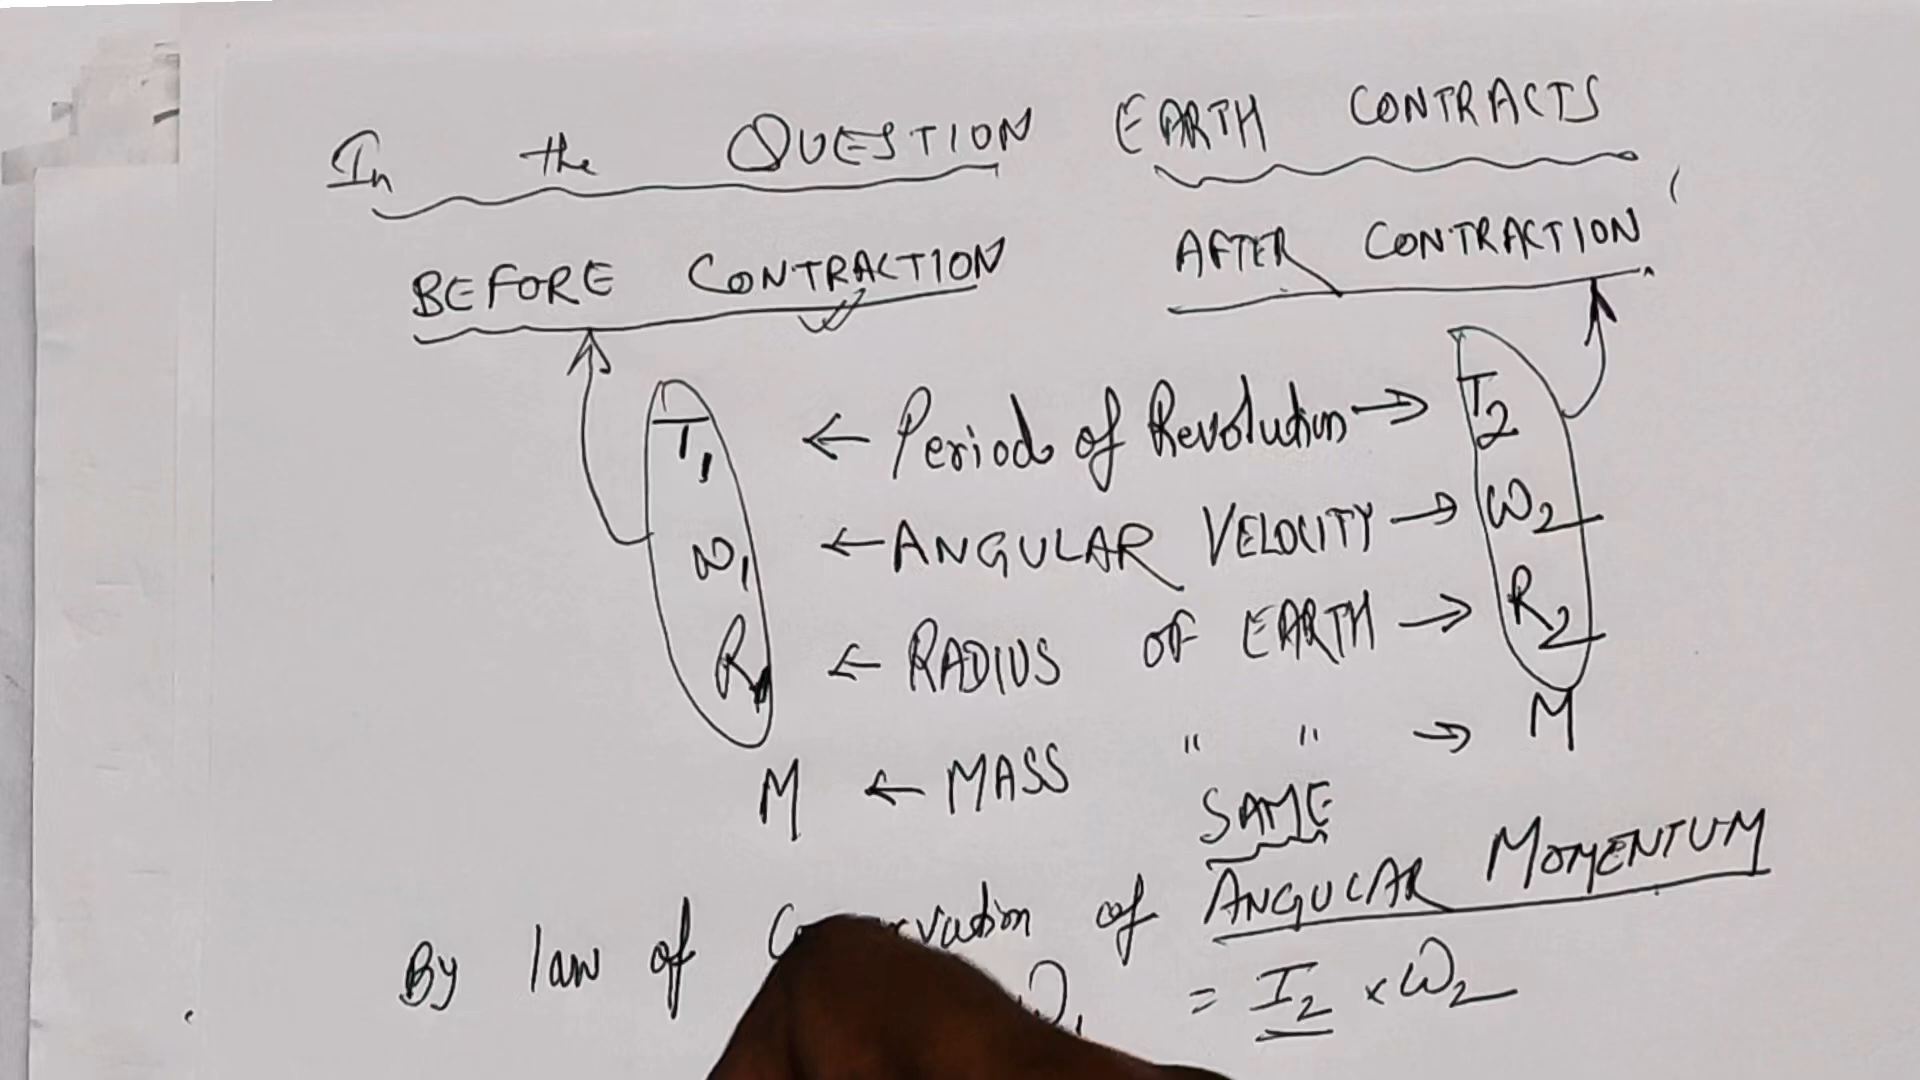 In the QUESTION EARTH CONTRACTS
BEFORE CONTRACTION AFTER CONTRACTION
T1 ← Period of Revolution → T2
ω1 ← ANGULAR VELOCITY → ω2
R1 ← RADIUS OF EARTH → R2
M ← MASS " " → M
SAME
By law of of ANGULAR MOMENTUM
ω1 = I2 × ω2